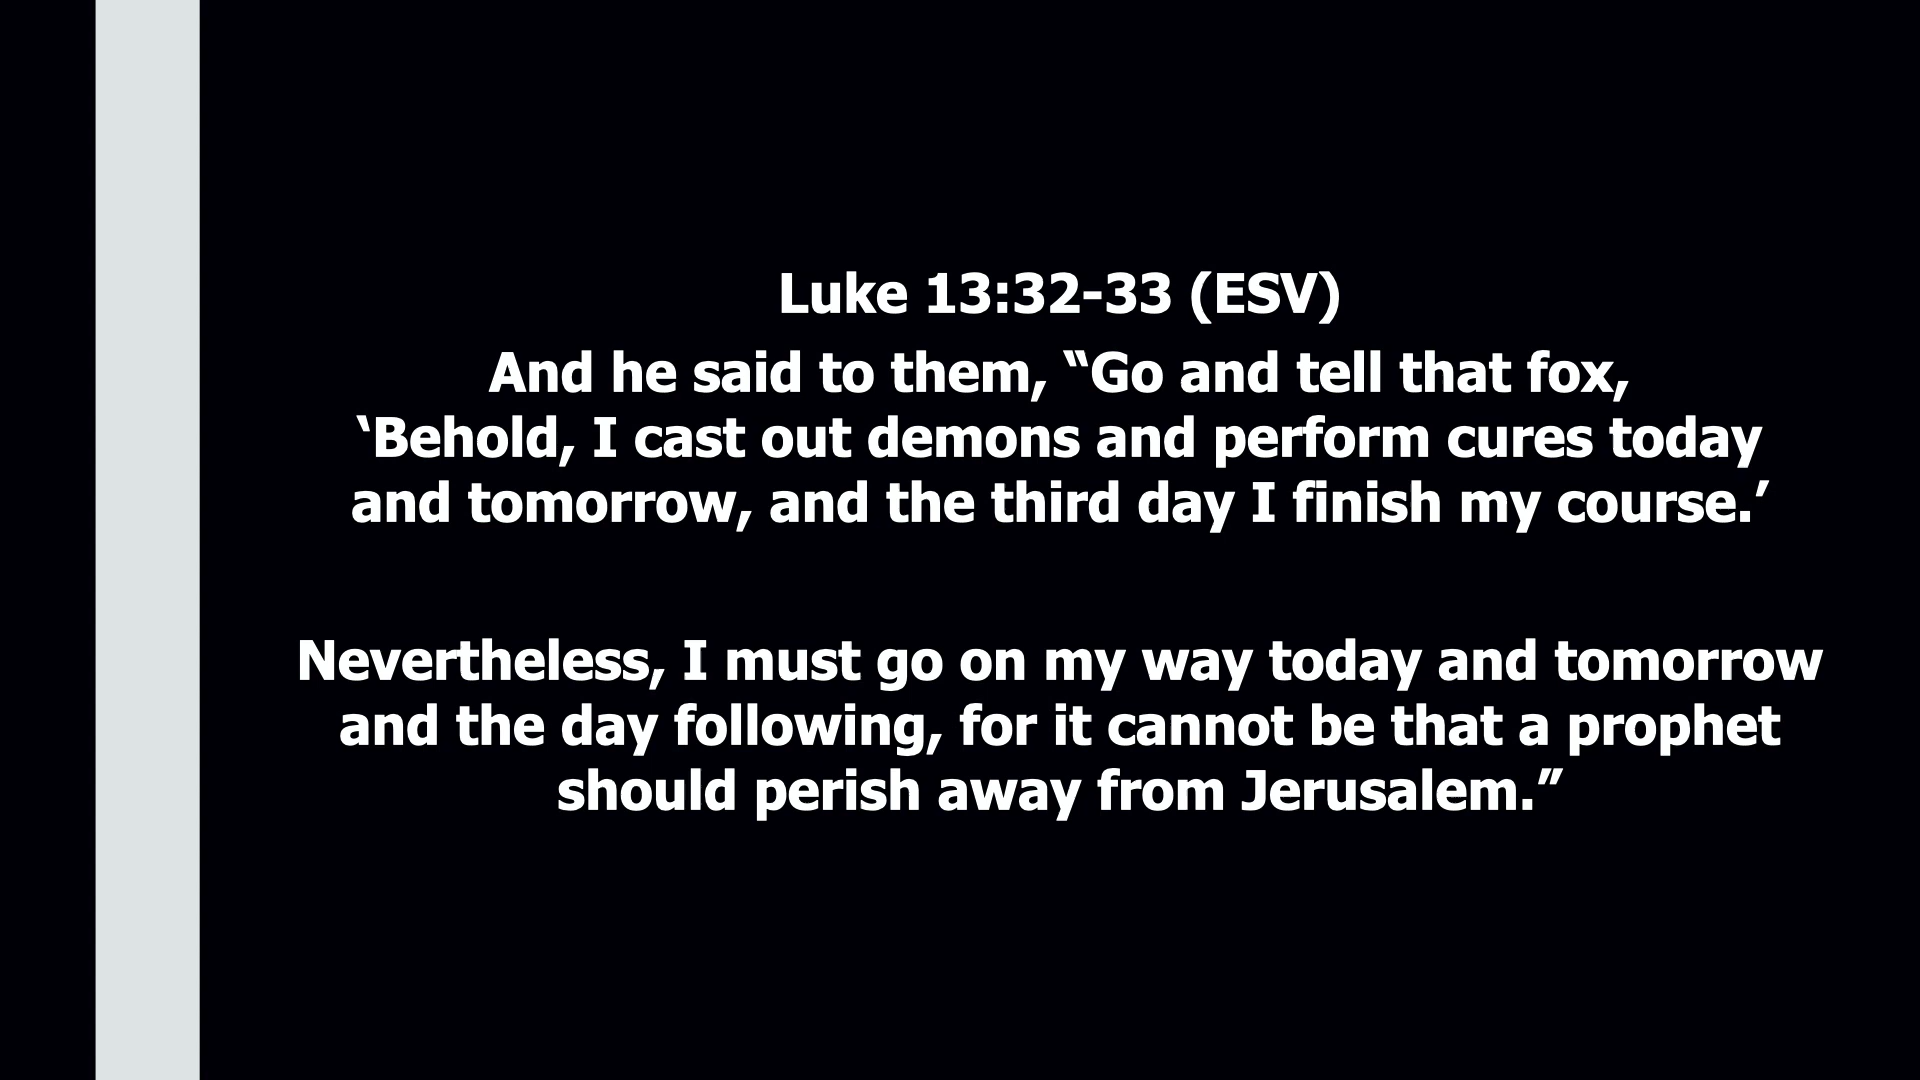 Luke 13:32-33 (ESV)
And he said to them, “Go and tell that fox,
‘Behold, I cast out demons and perform cures today
and tomorrow, and the third day I finish my course.’
Nevertheless, I must go on my way today and tomorrow
and the day following, for it cannot be that a prophet
should perish away from Jerusalem.”